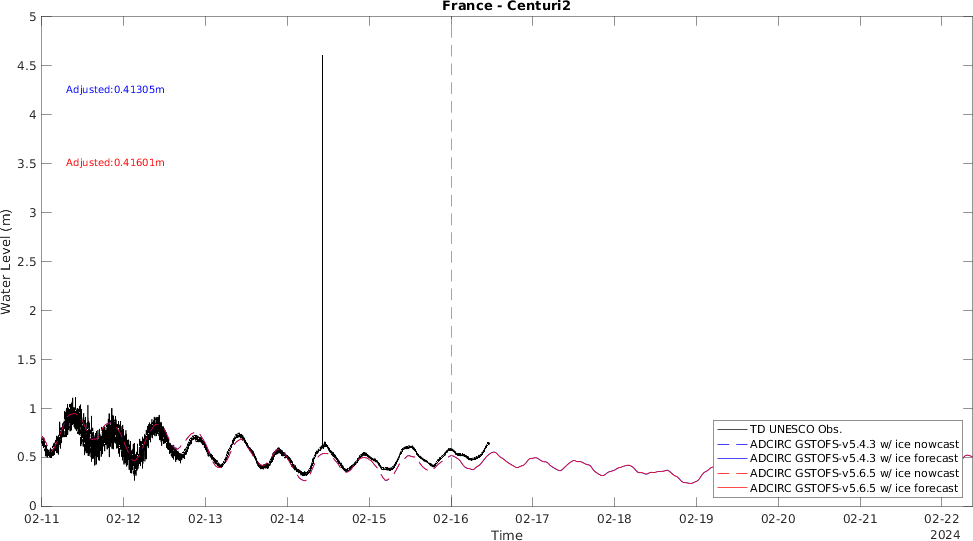 France - Centuri2
5
4.5
4
3.5
3
2.5
2
1.5
1
0.5
0
Water Level (m)
Adjusted:0.41305m
Adjusted:0.41601m
TD UNESCO Obs.
ADCIRC GSTOFS-v5.4.3 w/ ice nowcast
ADCIRC GSTOFS-v5.4.3 w/ ice forecast
ADCIRC GSTOFS-v5.6.5 w/ ice nowcast
ADCIRC GSTOFS-v5.6.5 w/ ice forecast
02-11 02-12 02-13 02-14 02-15 02-16 02-17 02-18 02-19 02-20 02-21 02-22
2024
Time